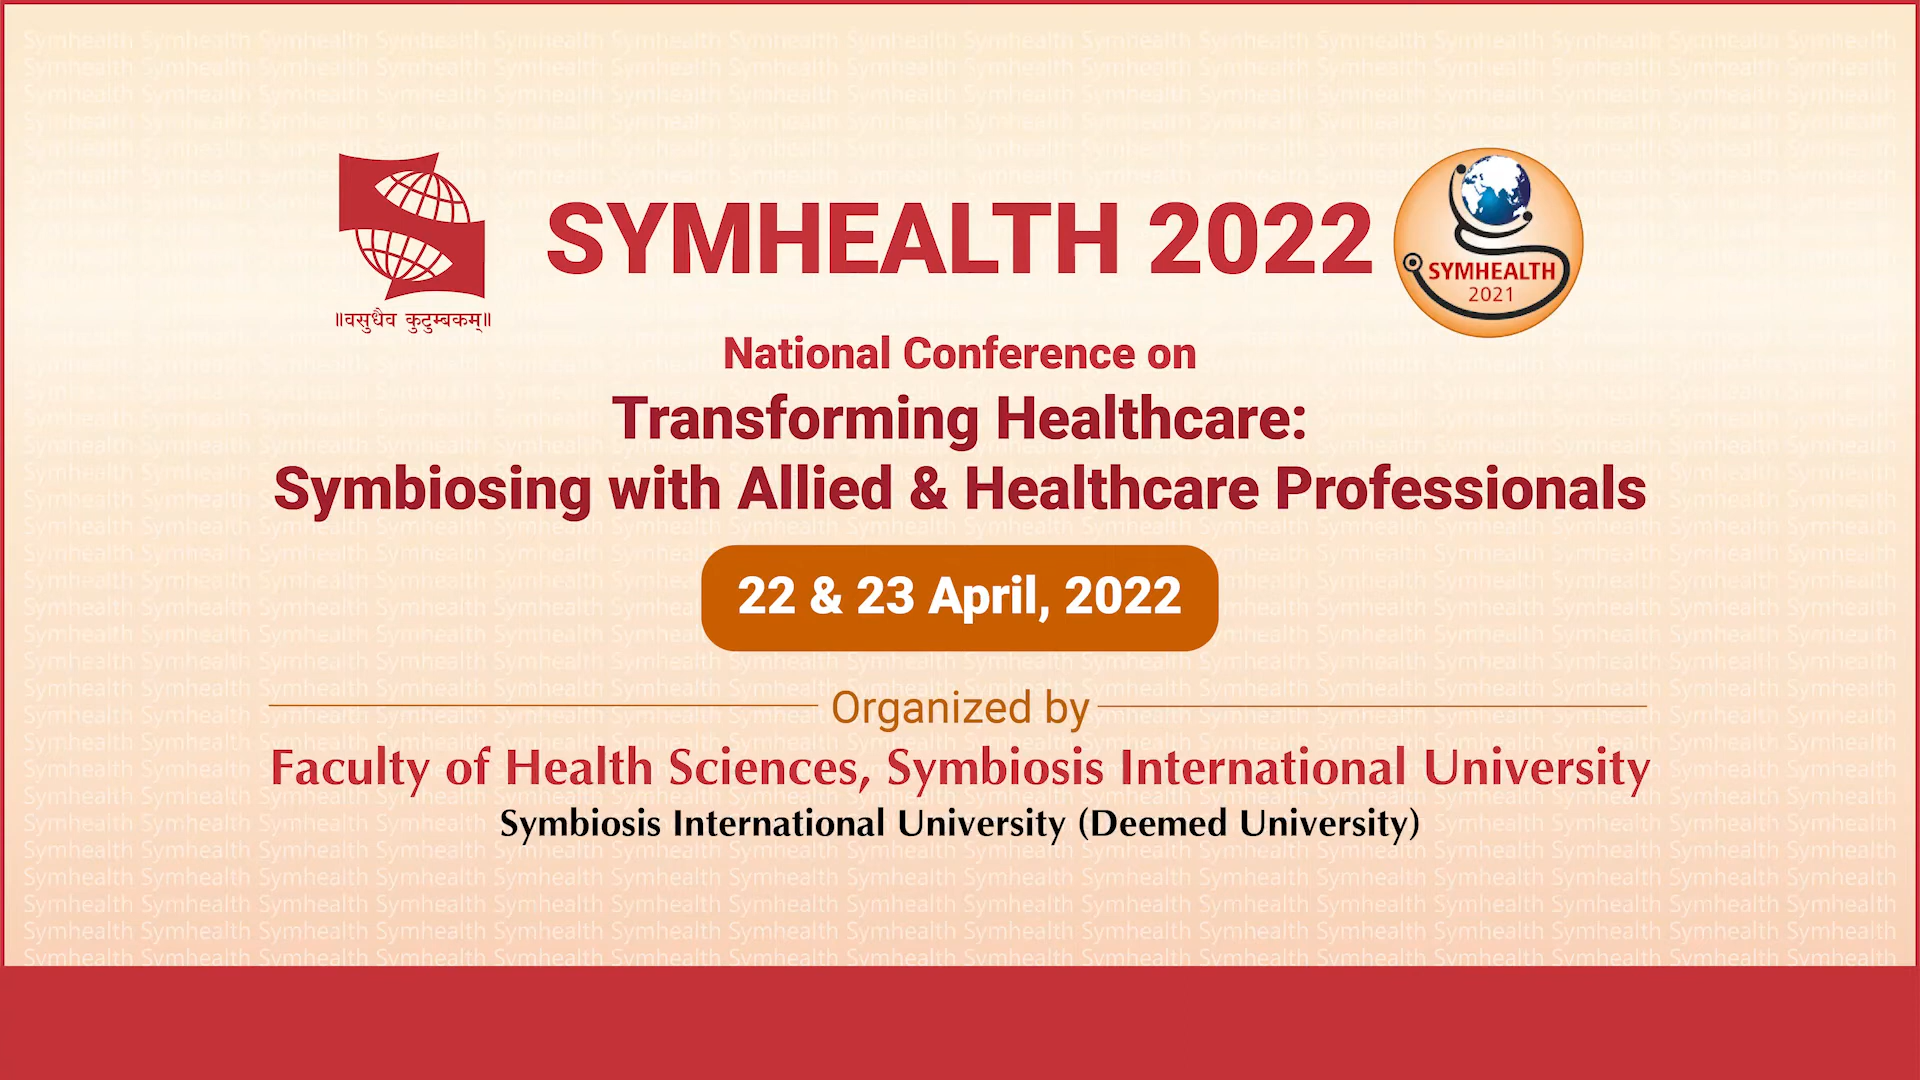 SYMHEALTH 2022
॥वसुधैव कुटुम्बकम्॥
SYMHEALTH
2021
National Conference on
Transforming Healthcare:
Symbiosing with Allied & Healthcare Professionals
22 & 23 April, 2022
Organized by
Faculty of Health Sciences, Symbiosis International University
Symbiosis International University (Deemed University)